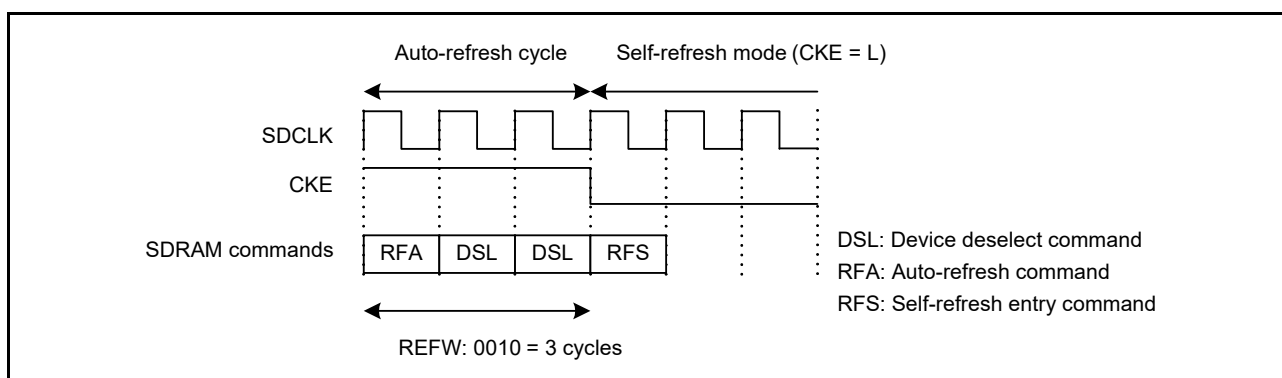 Auto-refresh cycle Self-refresh mode (CKE = L)
SDCLK
CKE
SDRAM commands RFA DSL DSL RFS
DSL: Device deselect command
RFA: Auto-refresh command
RFS: Self-refresh entry command
REFW: 0010 = 3 cycles